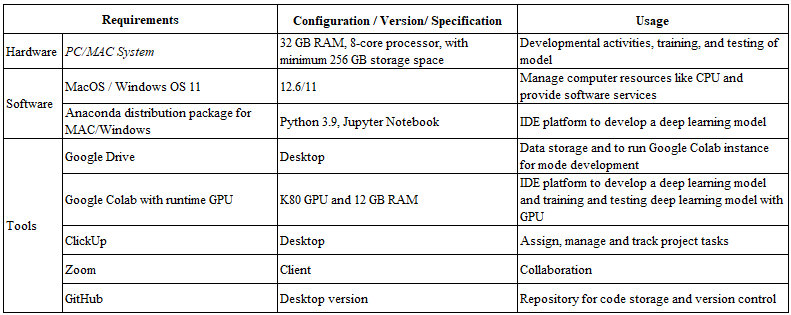 Requirements
Configuration / Version/ Specification
Usage
Hardware
PC/MAC System
32 GB RAM, 8-core processor, with
minimum 256 GB storage space
Developmental activities, training, and testing of
model
Software
MacOS / Windows OS 11
12.6/11
Manage computer resources like CPU and
provide software services
Anaconda distribution package for
MAC/Windows
Python 3.9, Jupyter Notebook
IDE platform to develop a deep learning model
Tools
Google Drive
Desktop
Data storage and to run Google Colab instance
for mode development
Google Colab with runtime GPU
K80 GPU and 12 GB RAM
IDE platform to develop a deep learning model
and training and testing deep learning model with
GPU
ClickUp
Desktop
Assign, manage and track project tasks
Zoom
Client
Collaboration
GitHub
Desktop version
Repository for code storage and version control